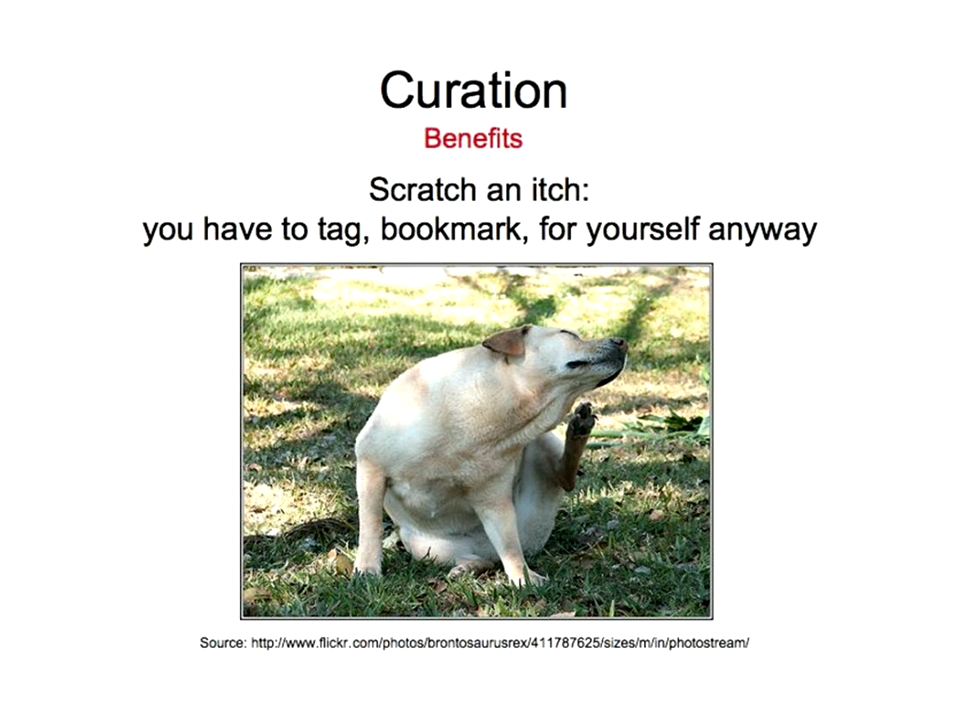 Curation
Benefits
Scratch an itch:
you have to tag, bookmark, for yourself anyway
Source: http://www.flickr.com/photos/brontosaurusrex/411787625/sizes/m/in/photostream/